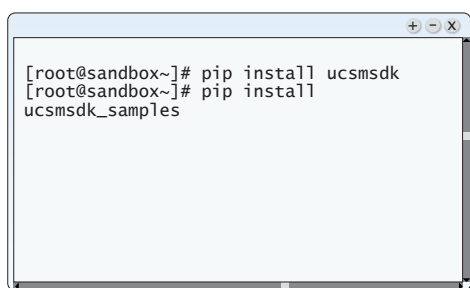 [root@sandbox~]# pip install ucsmsdk
[root@sandbox~]# pip install
ucsmsdk_samples